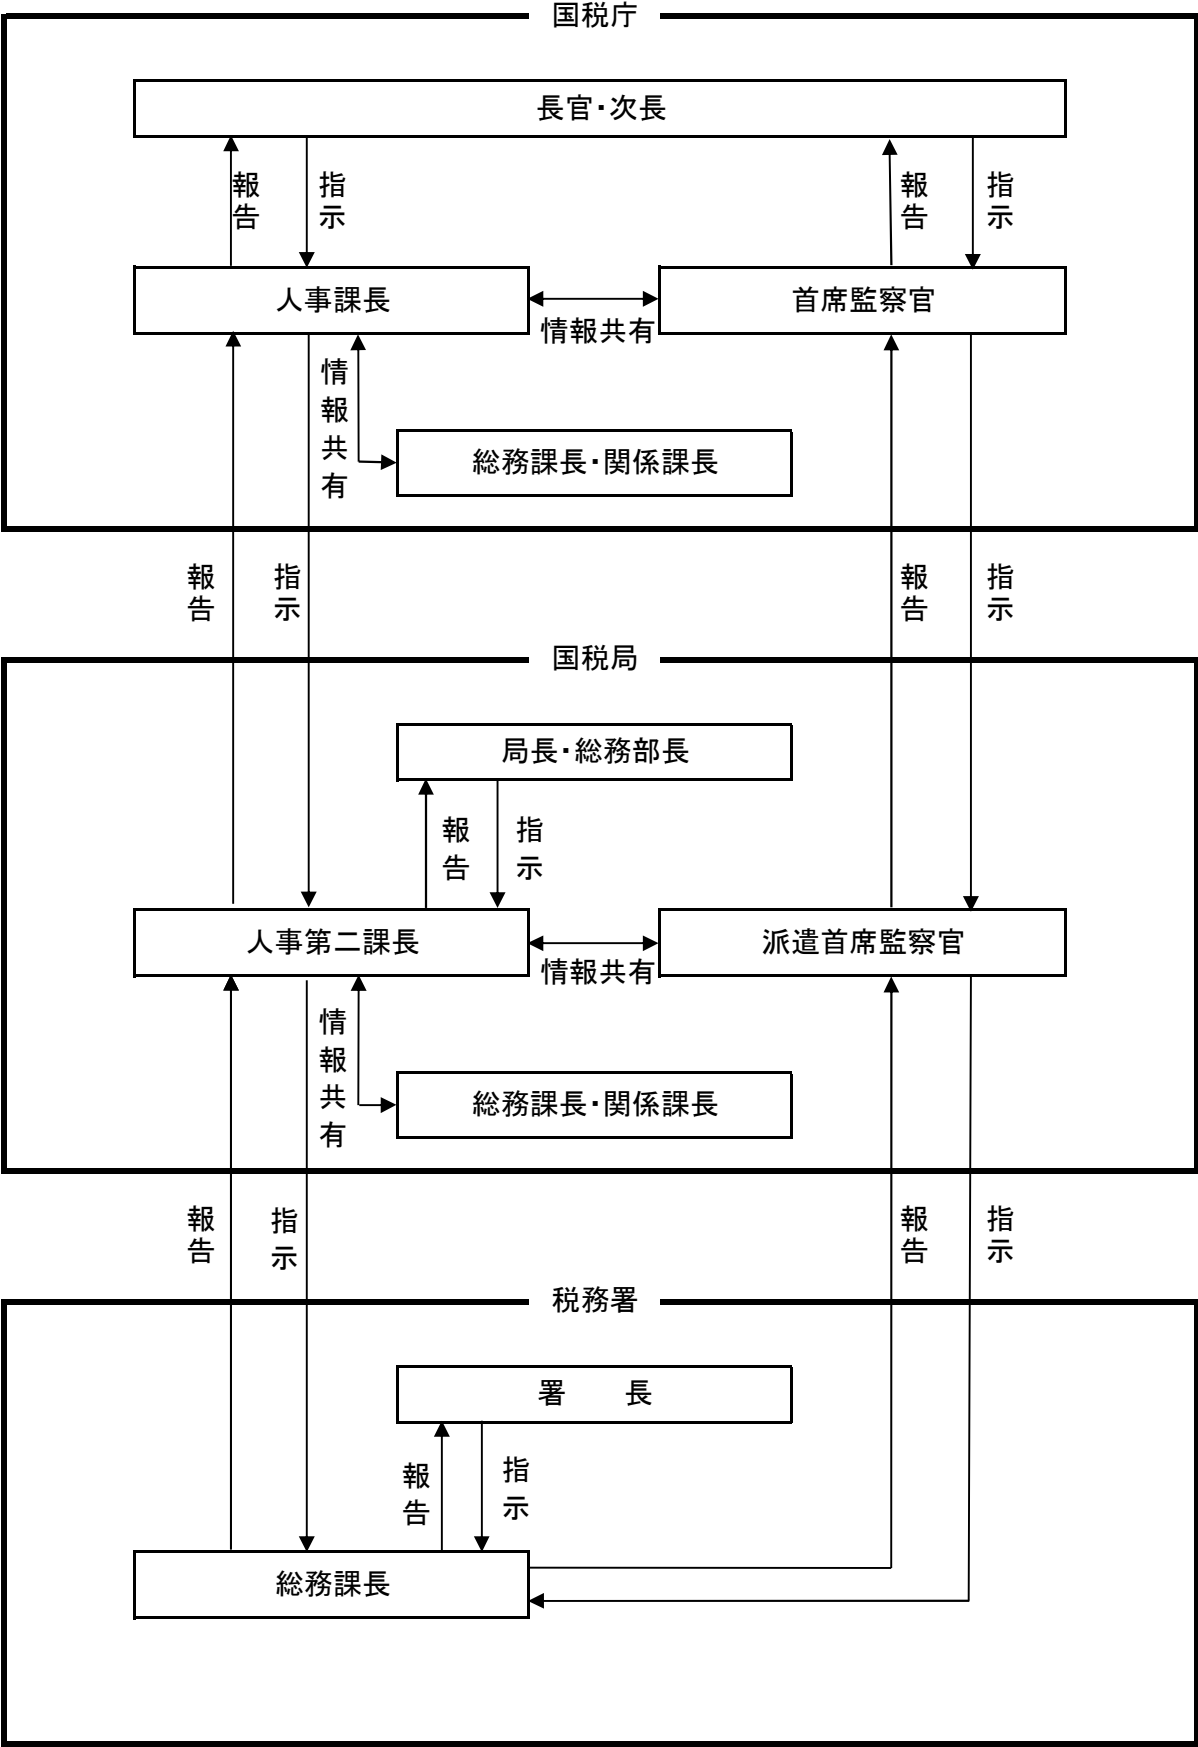 国税庁
長官・次長
報告
指示
報告
指示
人事課長
情報共有
首席監察官
情報共有
総務課長・関係課長
報告
指示
報告
指示
国税局
局長・総務部長
報告
指示
人事第二課長
情報共有
派遣首席監察官
情報共有
総務課長・関係課長
報告
指示
報告
指示
税務署
署　　長
報告
指示
総務課長